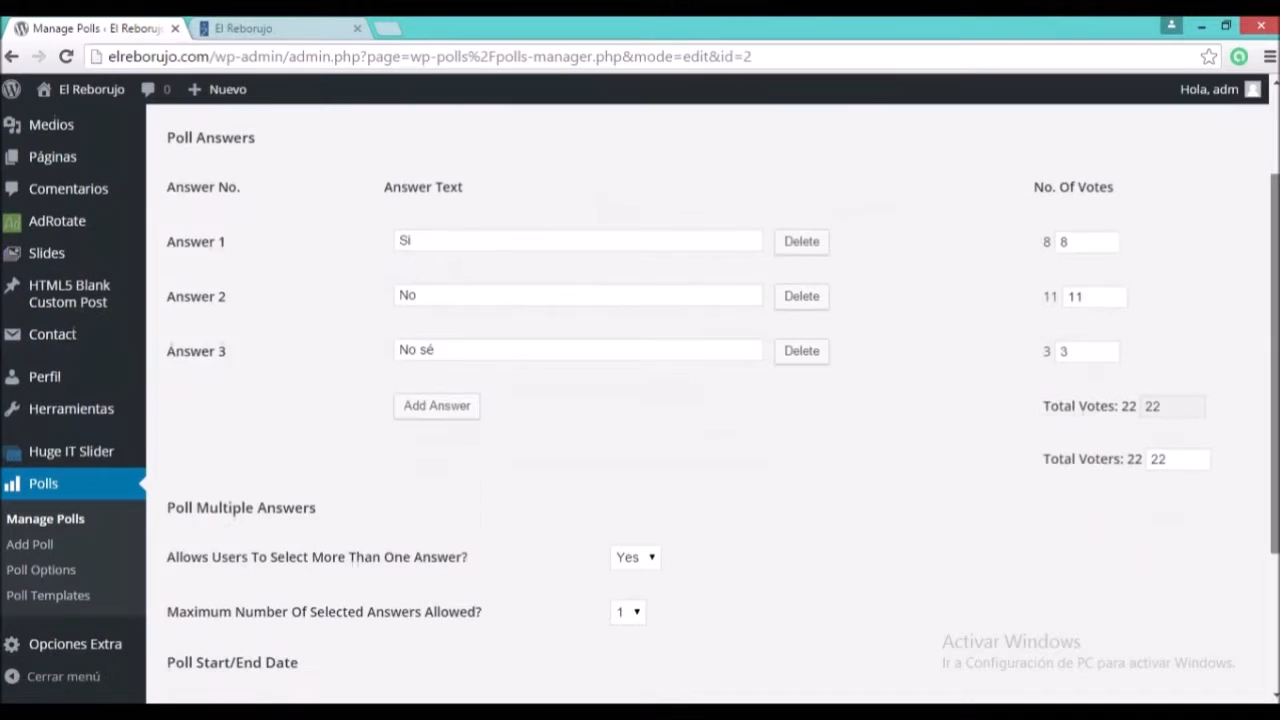 Manage Polls ‹ El Reboruj
El Reborujo
elreborujo.com/wp-admin/admin.php?page=wp-polls%2Fpolls-manager.php&mode=edit&id=2
El Reborujo 0 + Nuevo Hola, adm
Medios
Páginas
Comentarios
AdRotate
Slides
HTML5 Blank
Custom Post
Contact
Perfil
Herramientas
Huge IT Slider
Polls
Manage Polls
Add Poll
Poll Options
Poll Templates
Opciones Extra
Cerrar menú
Poll Answers
Answer No. Answer Text No. Of Votes
Answer 1 Si Delete 8 8
Answer 2 No Delete 11 11
Answer 3 No sé Delete 3 3
Add Answer Total Votes: 22 22
Total Voters: 22 22
Poll Multiple Answers
Allows Users To Select More Than One Answer? Yes
Maximum Number Of Selected Answers Allowed? 1
Poll Start/End Date
Activar Windows
Ir a Configuración de PC para activar Windows.